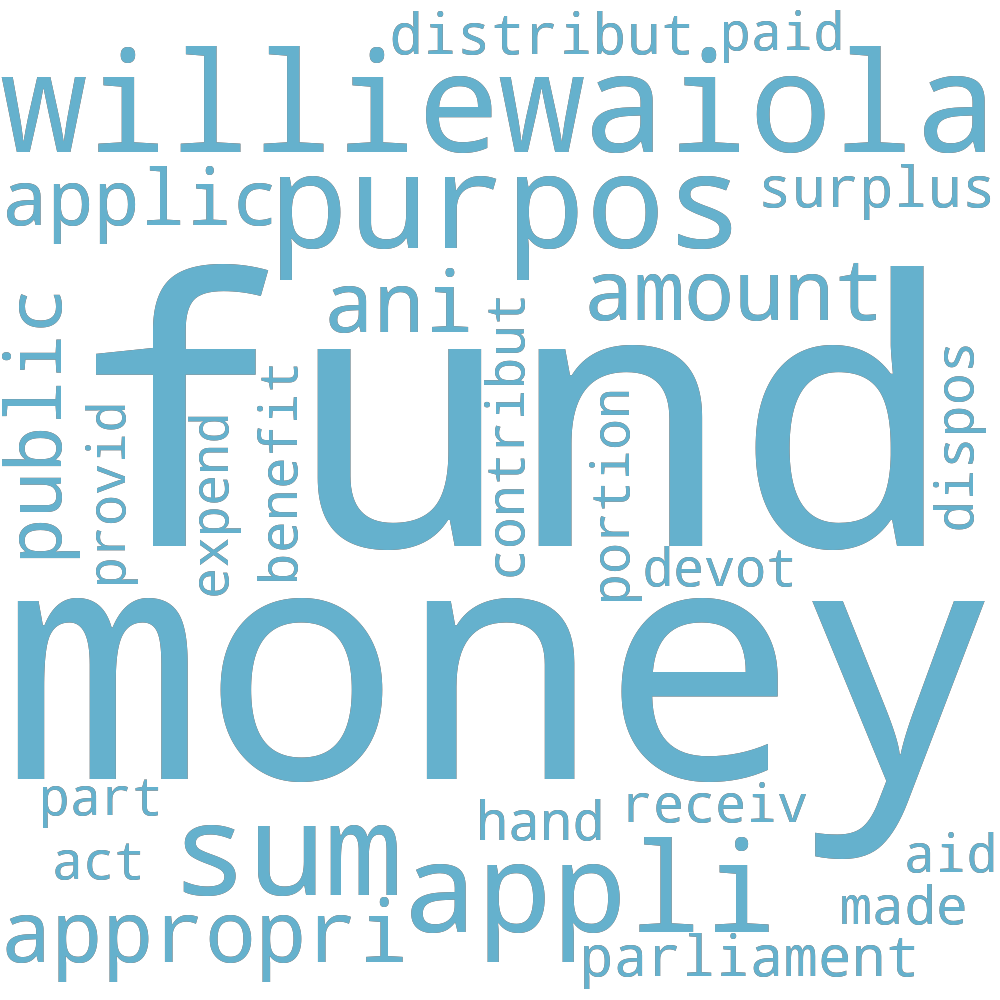 distribut paid
williewaiola
applic purpos surplus
fund
ani amount
public
provid
expend
benefit
contribut
portion
dispos
devot
money
part
hand receiv
sum
act
appli
aid
made
appropri
parliament